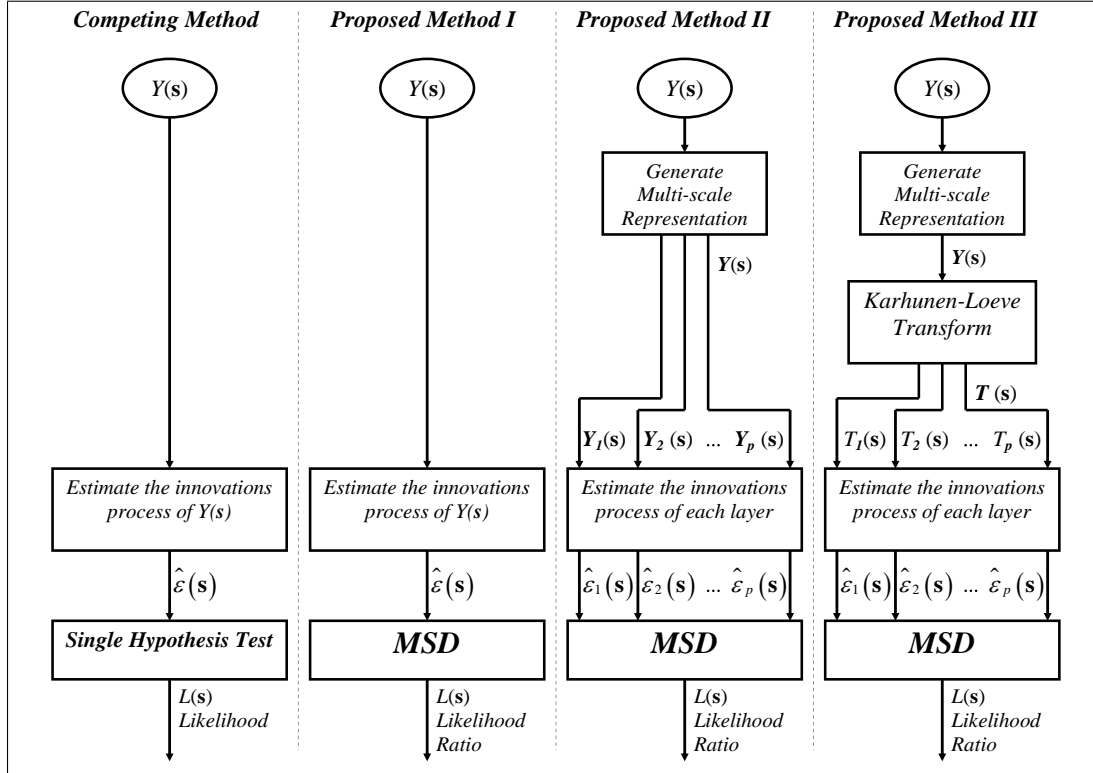 Competing Method
Proposed Method I
Proposed Method II
Proposed Method III
Y(s)
Y(s)
Y(s)
Y(s)
Generate
Multi-scale
Representation
Generate
Multi-scale
Representation
Y(s)
Y(s)
Karhunen-Loeve
Transform
T (s)
Y1(s) Y2 (s) ... Yp (s)
T1(s) T2 (s) ... Tp (s)
Estimate the innovations
process of Y(s)
Estimate the innovations
process of Y(s)
Estimate the innovations
process of each layer
Estimate the innovations
process of each layer
ε̂(s)
ε̂(s)
ε̂1(s) ε̂2(s) ... ε̂p(s)
ε̂1(s) ε̂2(s) ... ε̂p(s)
Single Hypothesis Test
MSD
MSD
MSD
L(s)
Likelihood
L(s)
Likelihood
Ratio
L(s)
Likelihood
Ratio
L(s)
Likelihood
Ratio